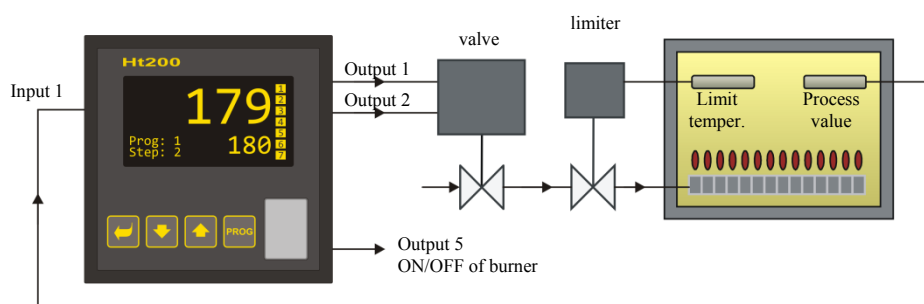 valve
limiter
Ht200
Input 1
Output 1
Output 2
179
1
2
3
4
5
6
7
Prog: 1
Step: 2
180
PROG
Output 5
ON/OFF of burner
Limit
temper.
Process
value